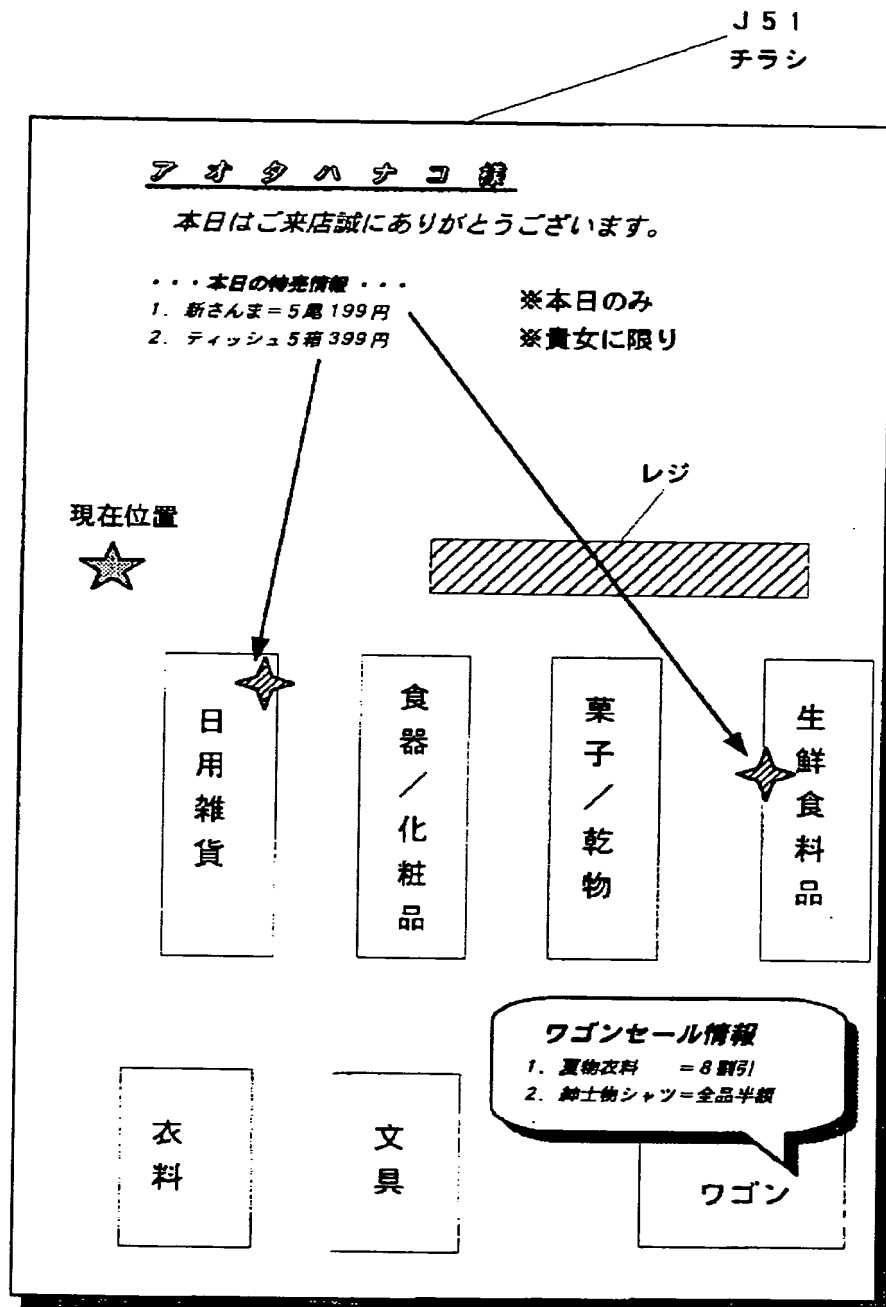 J51
チラシ
アオタハナコ様
本日はご来店誠にありがとうございます。
・・・本日の特売情報・・・
1. 新さんま=5尾199円
2. ティッシュ5箱399円
※本日のみ
※貴女に限り
レジ
現在位置
日用雑貨
食器/化粧品
菓子/乾物
生鮮食料品
ワゴンセール情報
1. 夏物衣料 =8割引
2. 紳士物シャツ=全品半額
衣料
文具
ワゴン